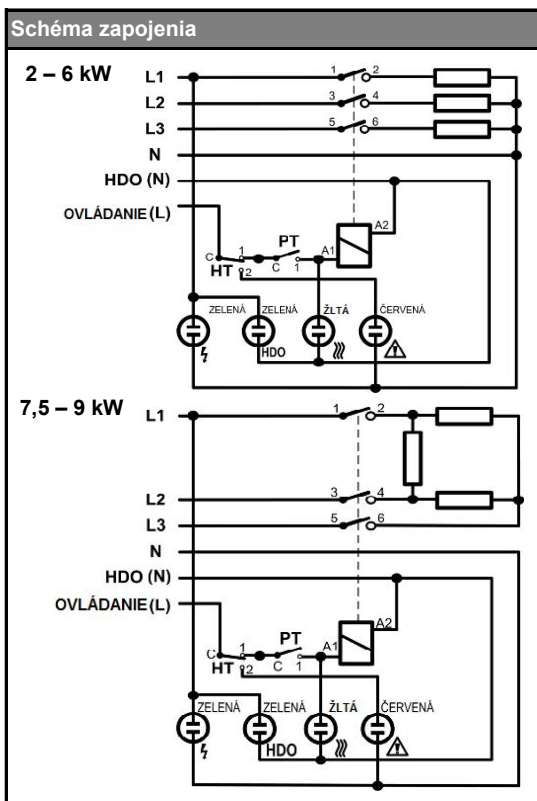 Schéma zapojenia
2 – 6 kW
L1 1 2
L2 3 4
L3 5 6
N
HDO (N)
OVLÁDANIE (L)
A2
PT A1
C 1 C 1
HT 2
ZELENÁ ZELENÁ ŽLTÁ ČERVENÁ
HDO
7,5 – 9 kW
L1 1 2
L2 3 4
L3 5 6
N
HDO (N)
OVLÁDANIE (L)
A2
PT A1
C 1 C 1
HT 2
ZELENÁ ZELENÁ ŽLTÁ ČERVENÁ
HDO